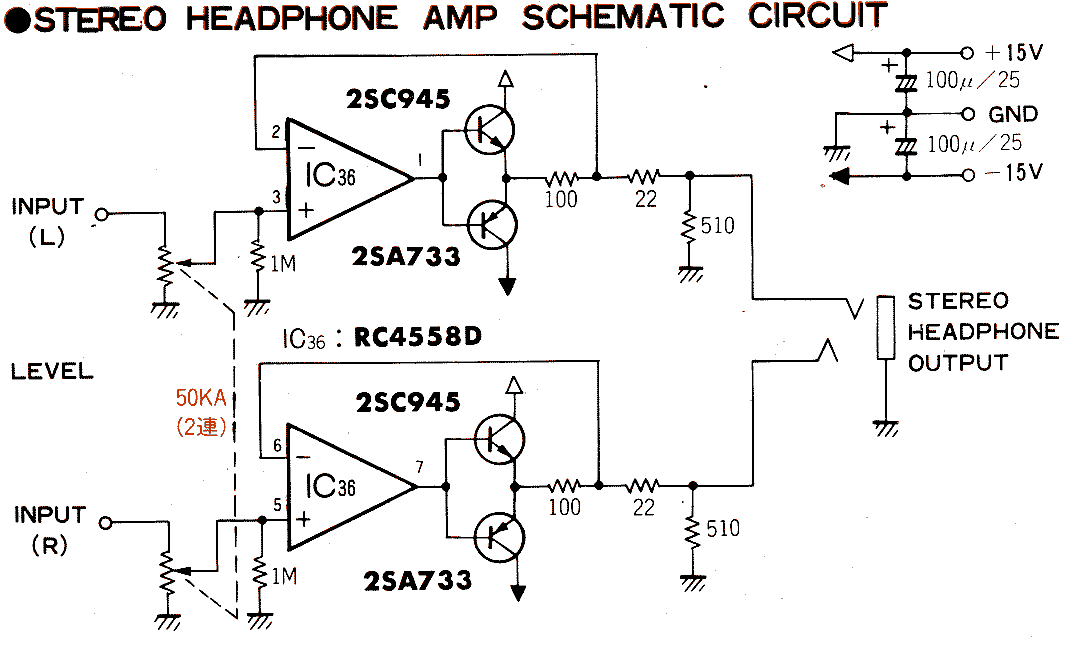 ●STEREO HEADPHONE AMP SCHEMATIC CIRCUIT
+15V
100μ/25
GND
100μ/25
-15V
2SC945
2
-
IC36
1
3
+
INPUT
(L)
1M
2SA733
100
22
510
IC36 : RC4558D
STEREO
HEADPHONE
OUTPUT
LEVEL
50KA
(2連)
2SC945
6
-
IC36
7
5
+
INPUT
(R)
1M
2SA733
100
22
510
+
+